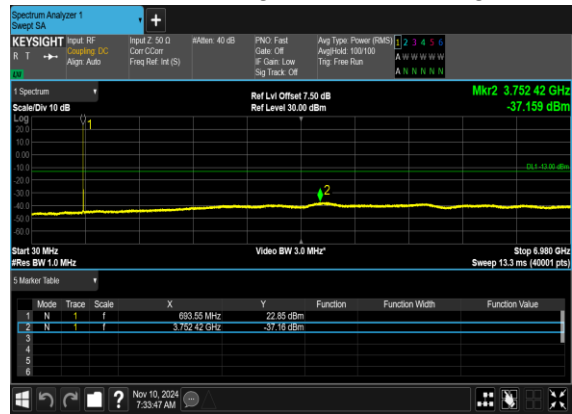 Spectrum Analyzer 1
Swept SA
+
KEYSIGHT Input: RF Input Z: 50 Ω #Atten: 40 dB PNO: Fast Avg Type: Power (RMS) 1 2 3 4 5 6
R T Coupling: DC Corr CCorr Gate: Off Avg|Hold: 100/100 A W W W W W
Align: Auto Freq Ref: Int (S) IF Gain: Low Trig: Free Run
LW Sig Track: Off A N N N N N
1 Spectrum Ref Lvl Offset 7.50 dB Mkr2 3.752 42 GHz
Scale/Div 10 dB Ref Level 30.00 dBm -37.159 dBm
Log
20.0
10.0
0.00
-10.0
-20.0
-30.0
-40.0
-50.0
-60.0
1
DL1 -13.00 dBm
2
Start 30 MHz Video BW 3.0 MHz* Stop 6.980 GHz
#Res BW 1.0 MHz Sweep 13.3 ms (40001 pts)
5 Marker Table
Mode Trace Scale X Y Function Function Width Function Value
1 N 1 f 693.55 MHz 22.85 dBm
2 N 1 f 3.752 42 GHz -37.16 dBm
3
4
5
6
? Nov 10, 2024
7:33:47 AM